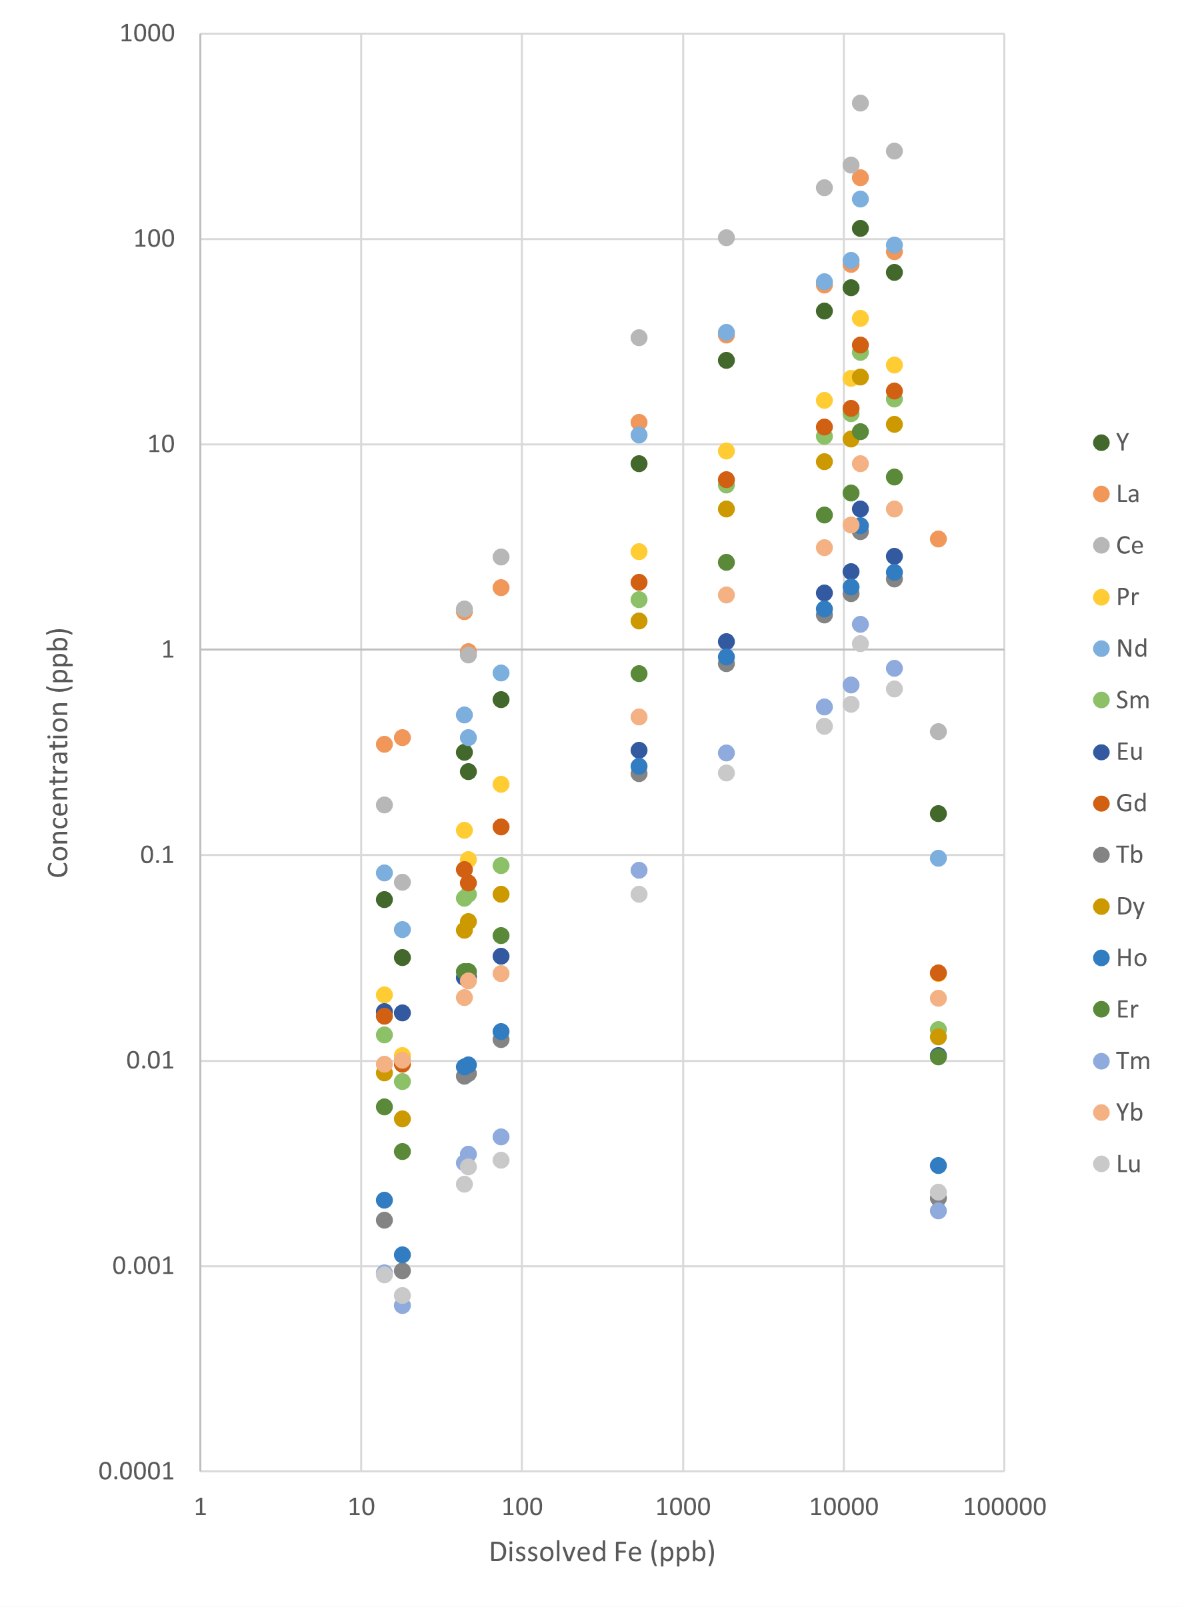 1000
100
10
1
0.1
0.01
0.001
0.0001
Concentration (ppb)
1 10 100 1000 10000 100000
Dissolved Fe (ppb)
Y
La
Ce
Pr
Nd
Sm
Eu
Gd
Tb
Dy
Ho
Er
Tm
Yb
Lu